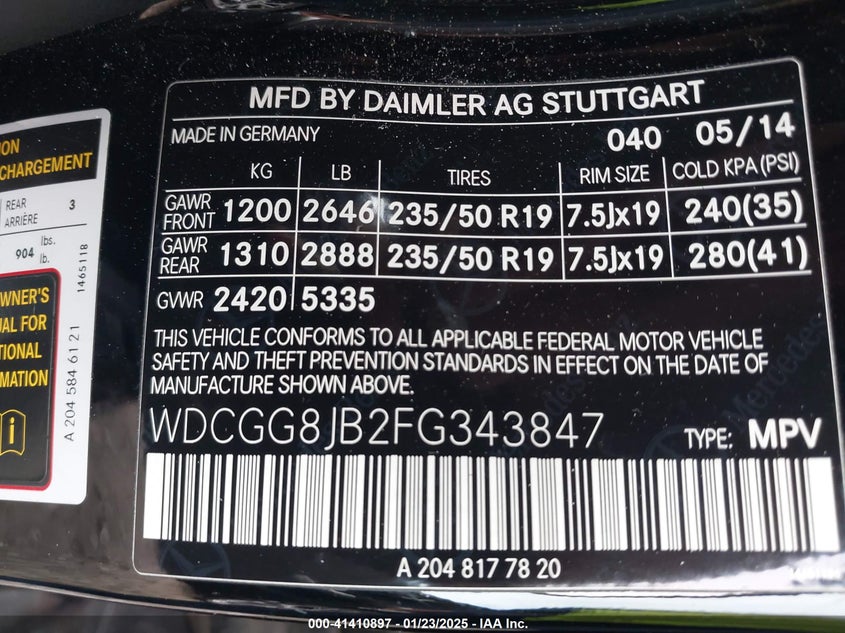 MFD BY DAIMLER AG STUTTGART
MADE IN GERMANY 040 05/14
KG LB TIRES RIM SIZE COLD KPA (PSI)
GAWR FRONT 1200 2646 235/50 R19 7.5Jx19 240(35)
GAWR REAR 1310 2888 235/50 R19 7.5Jx19 280(41)
GVWR 2420 5335
THIS VEHICLE CONFORMS TO ALL APPLICABLE FEDERAL MOTOR VEHICLE
SAFETY AND THEFT PREVENTION STANDARDS IN EFFECT ON THE DATE OF
MANUFACTURE SHOWN ABOVE.
WDCGG8JB2FG343847 TYPE: MPV
A 204 817 78 20
ON
CHARGEMENT
REAR 3
ARRIÈRE
904 lbs.
lb.
1465118
OWNER'S
UAL FOR
TIONAL
MATION
A 204 584 61 21
000-41410897 - 01/23/2025 - IAA Inc.